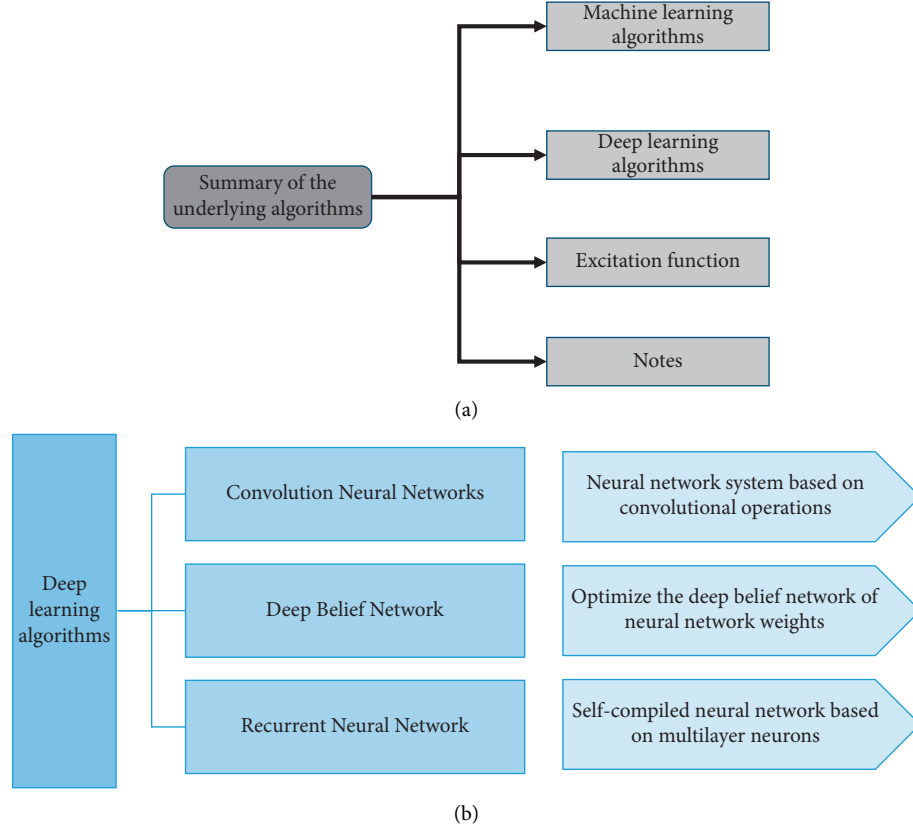 Machine learning
algorithms
Deep learning
algorithms
Summary of the
underlying algorithms
Excitation function
Notes
(a)
Deep
learning
algorithms
Convolution Neural Networks
Neural network system based on
convolutional operations
Deep Belief Network
Optimize the deep belief network of
neural network weights
Recurrent Neural Network
Self-compiled neural network based
on multilayer neurons
(b)